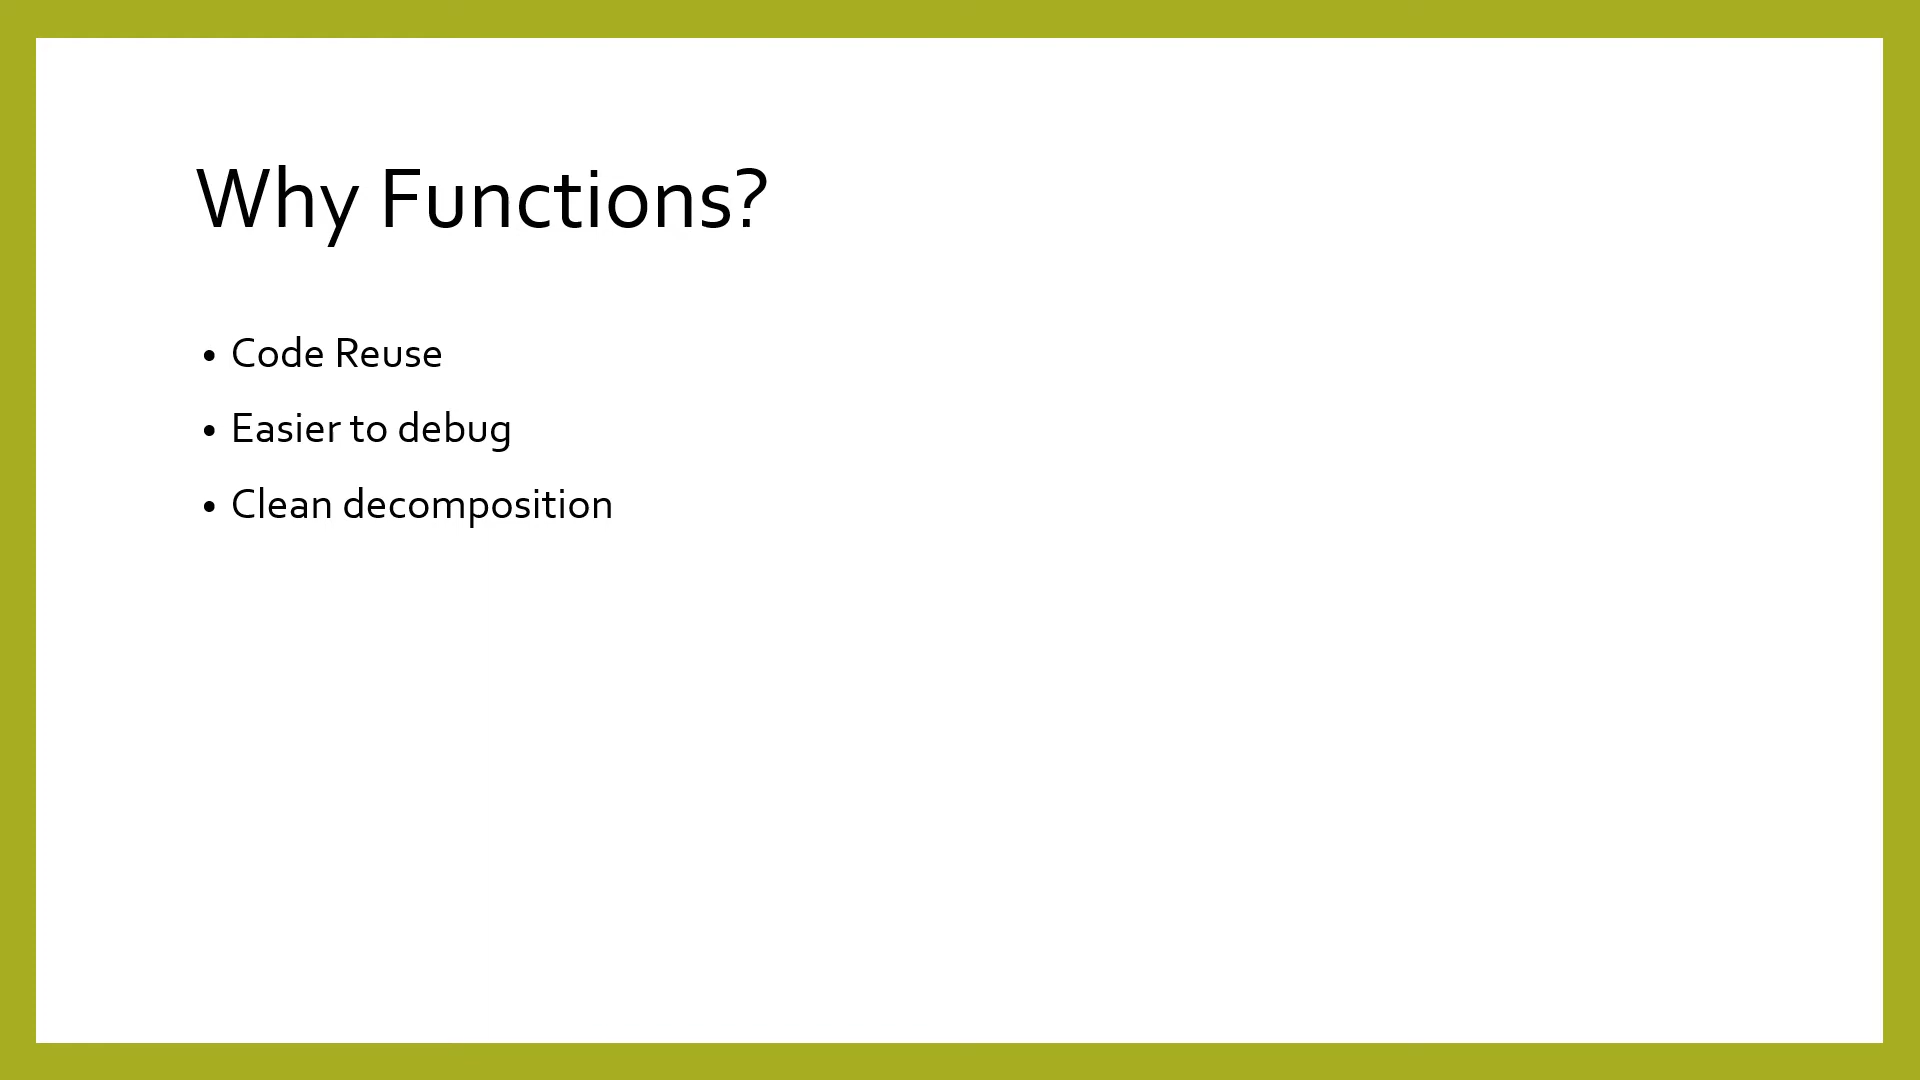 Why Functions?
• Code Reuse
• Easier to debug
• Clean decomposition